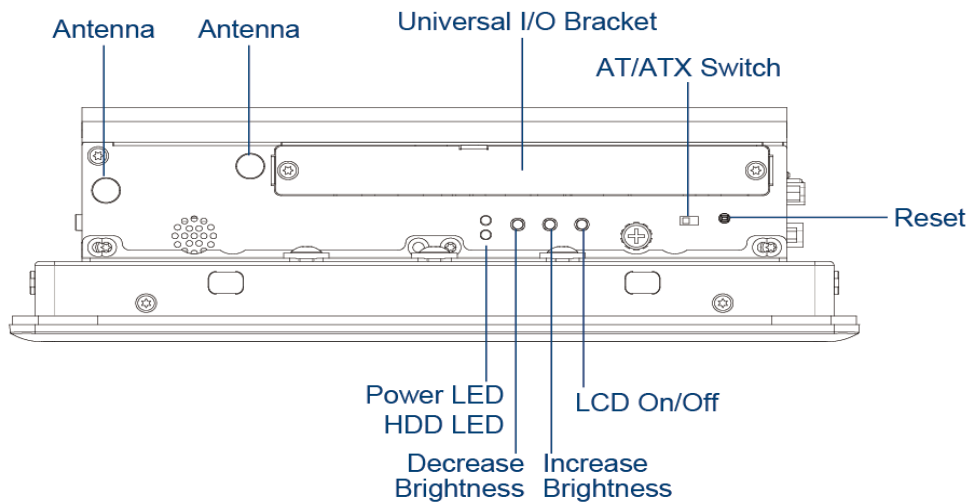 Antenna
Antenna
Universal I/O Bracket
AT/ATX Switch
Reset
Power LED
HDD LED
LCD On/Off
Decrease
Brightness
Increase
Brightness